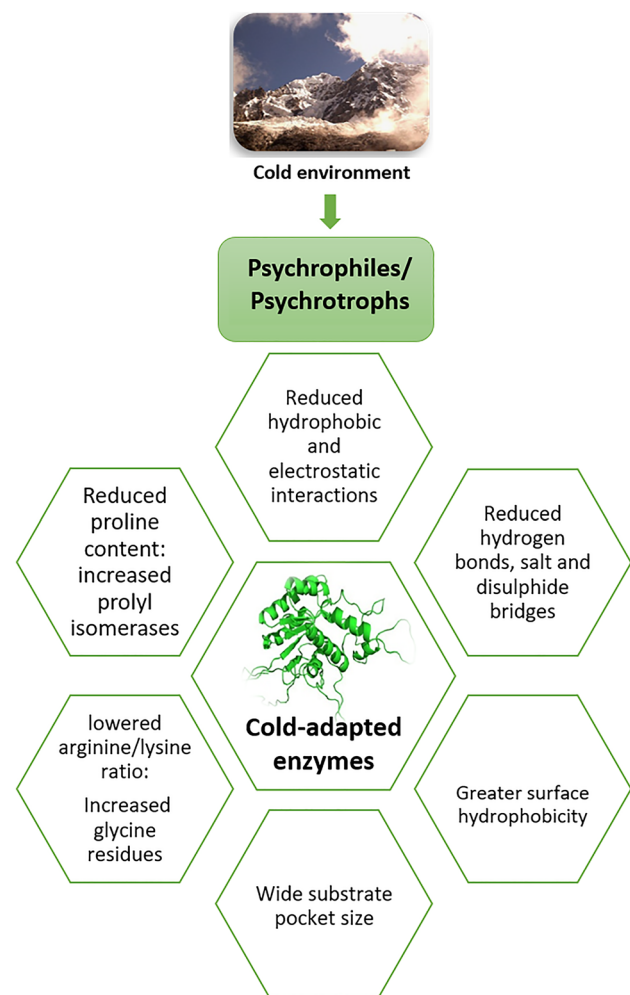 Cold environment
Psychrophiles/
Psychrotrophs
Reduced
hydrophobic
and
electrostatic
interactions
Reduced
proline
content:
increased
prolyl
isomerases
Reduced
hydrogen
bonds, salt and
disulphide
bridges
Cold-adapted
enzymes
lowered
arginine/lysine
ratio:
Increased
glycine
residues
Greater surface
hydrophobicity
Wide substrate
pocket size